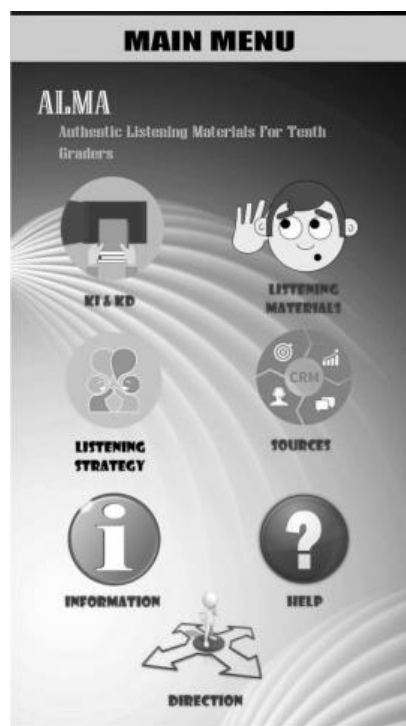 MAIN MENU
ALMA
Authentic Listening Materials For Tenth
Graders
KI & KD
LISTENING
MATERIALS
CRM
LISTENING
STRATEGY
SOURCES
INFORMATION
HELP
DIRECTION